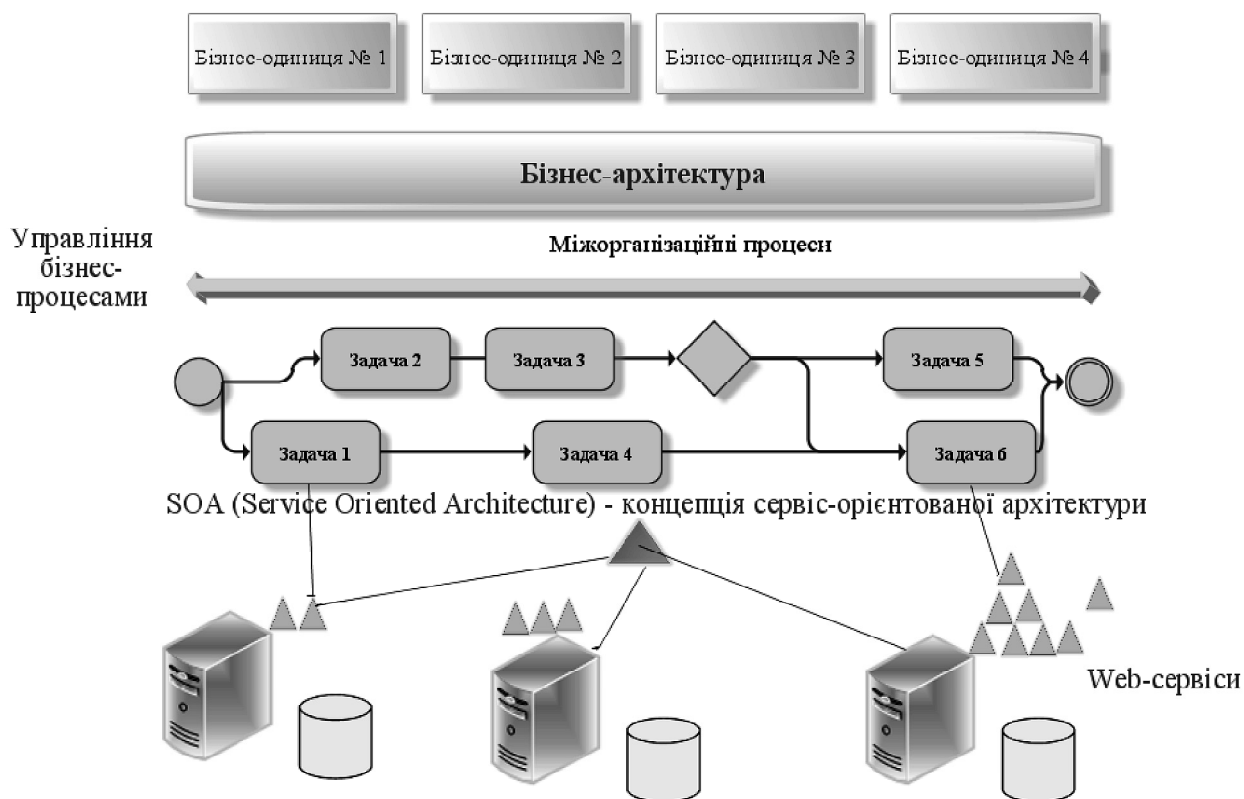 Бізнес-одиниця № 1
Бізнес-одиниця № 2
Бізнес-одиниця № 3
Бізнес-одиниця № 4
Бізнес-архітектура
Управління
бізнес-
процесами
Міжорганізаційні процеси
Задача 2
Задача 3
Задача 5
Задача 1
Задача 4
Задача 6
SOA (Service Oriented Architecture) - концепція сервіс-орієнтованої архітектури
Web-сервіси